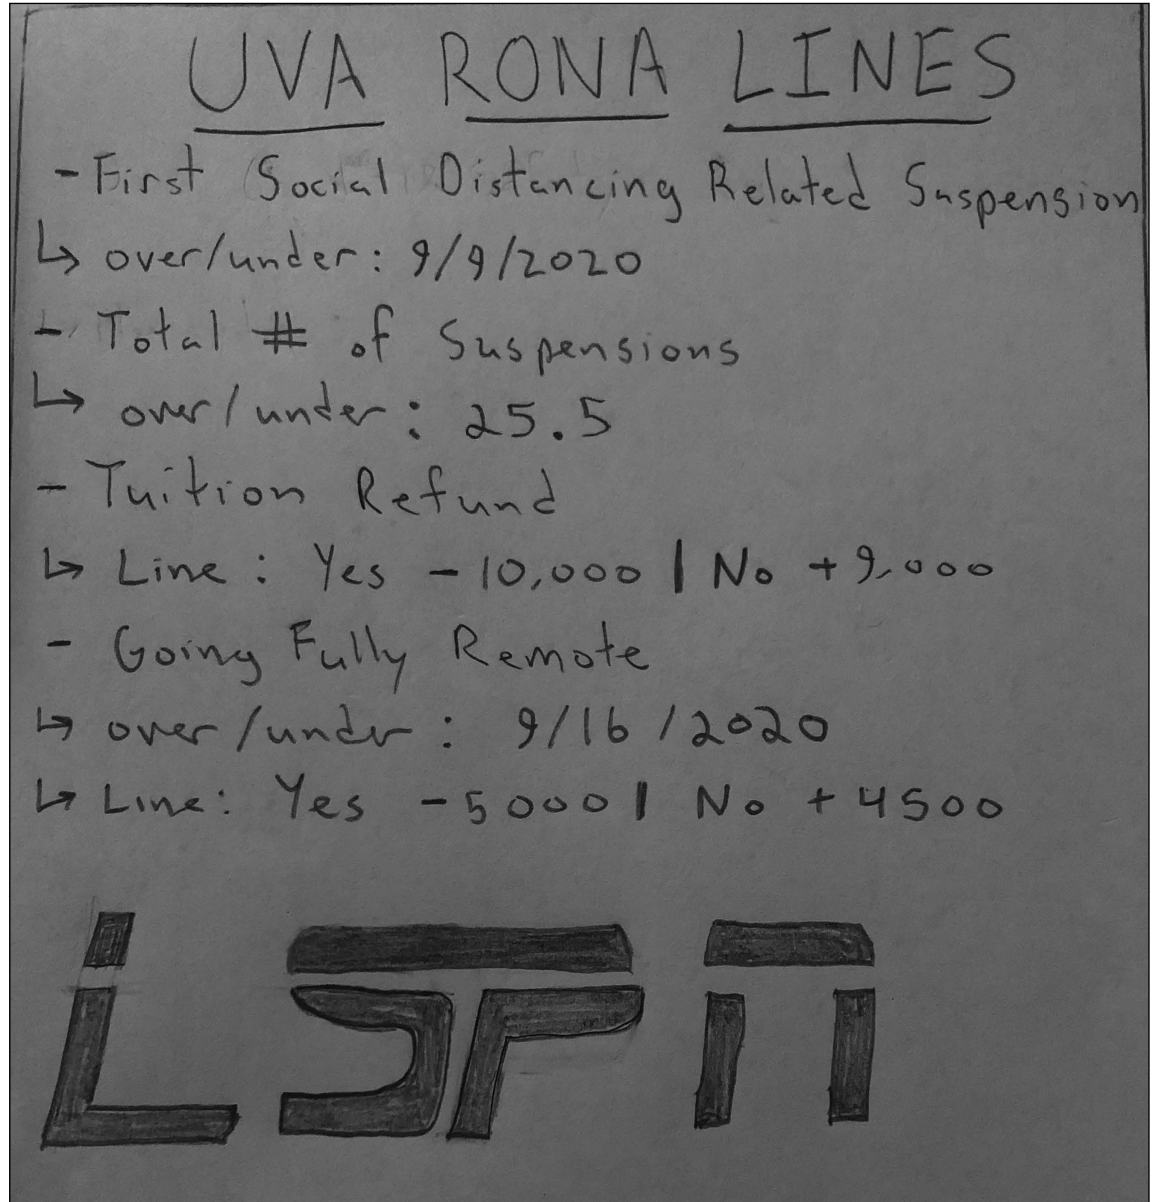 UVA RONA LINES
- First Social Distancing Related Suspension
↳ over/under: 9/9/2020
- Total # of Suspensions
↳ over/under: 25.5
- Tuition Refund
↳ Line: Yes -10,000 | No +9,000
- Going Fully Remote
↳ over/under: 9/16/2020
↳ Line: Yes -5000 | No +4500
LSPN